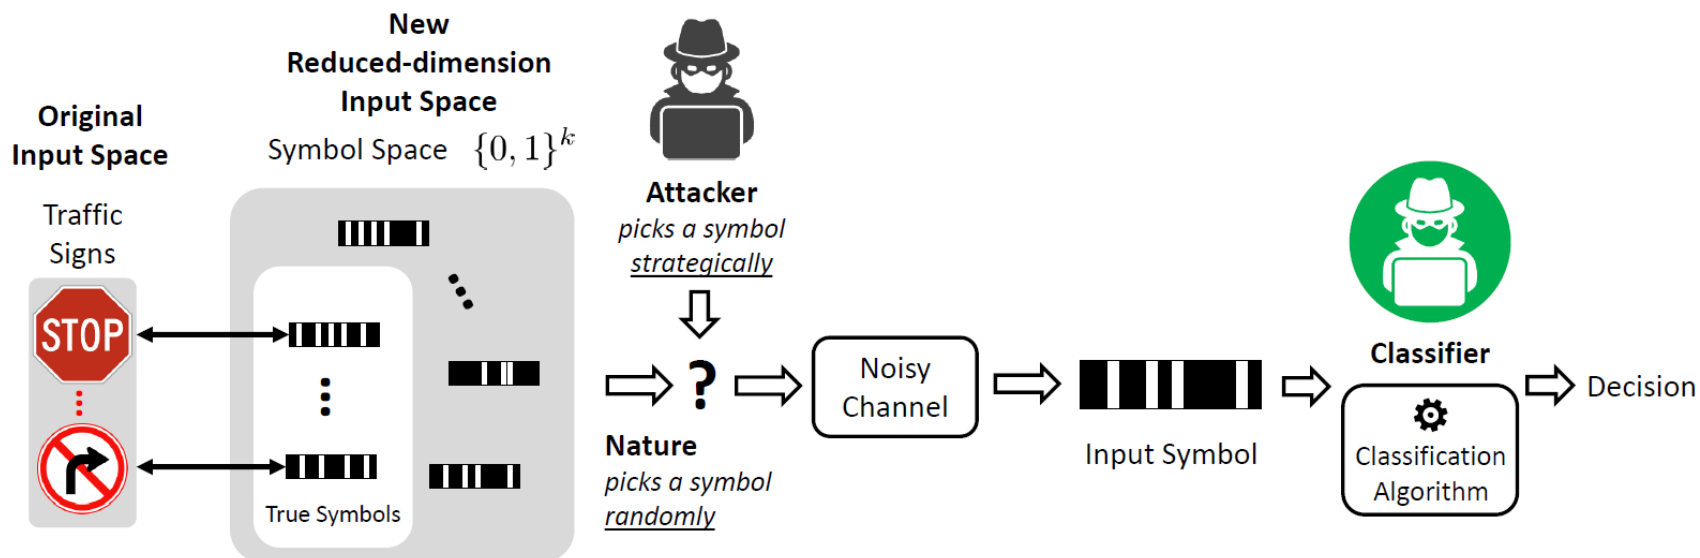 Original
Input Space
Traffic
Signs
STOP
New
Reduced-dimension
Input Space
Symbol Space {0, 1}^k
True Symbols
Attacker
picks a symbol
strategically
?
Nature
picks a symbol
randomly
Noisy
Channel
Input Symbol
Classifier
Classification
Algorithm
Decision